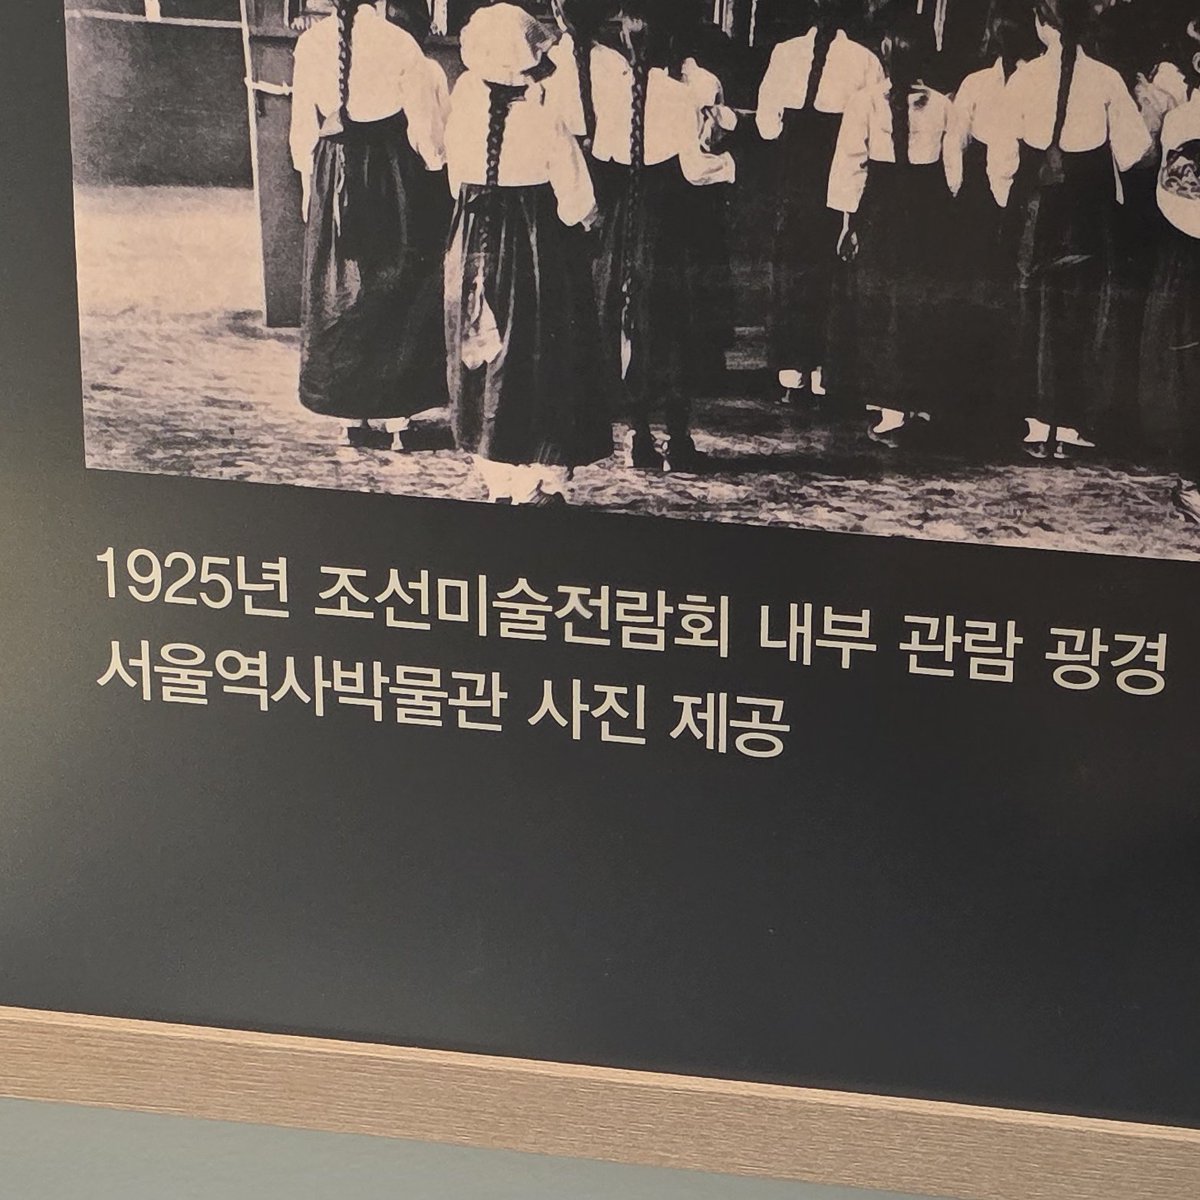 1925년 조선미술전람회 내부 관람 광경
서울역사박물관 사진 제공